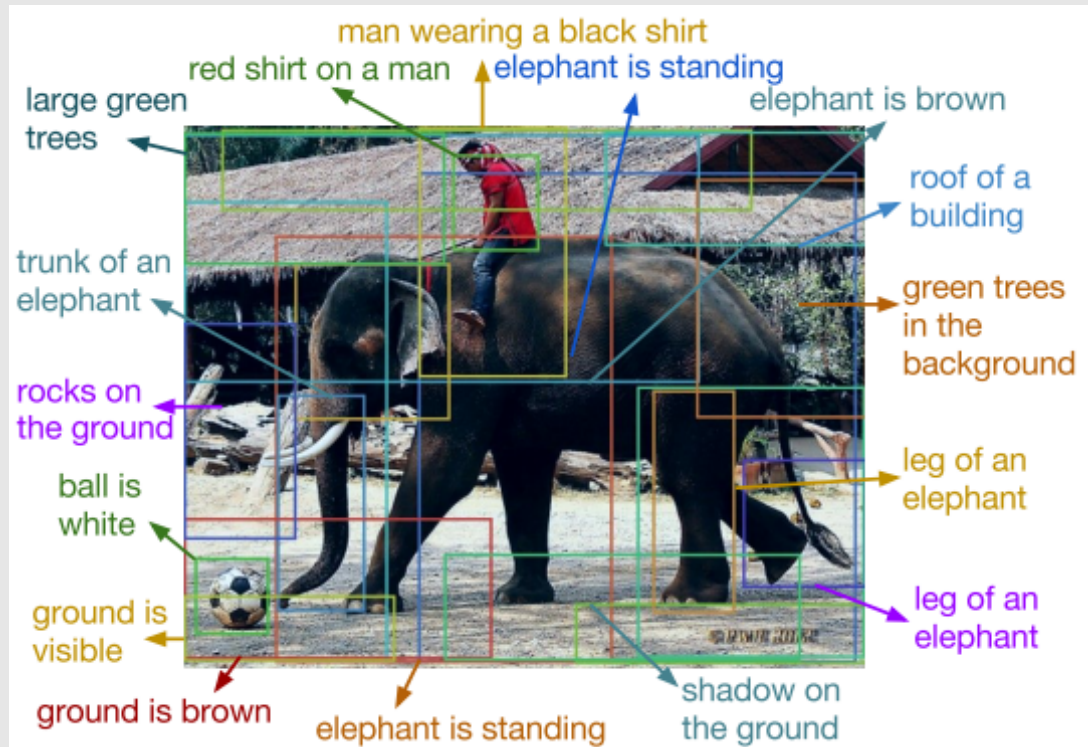 man wearing a black shirt
red shirt on a man
elephant is standing
large green
trees
elephant is brown
roof of a
building
trunk of an
elephant
green trees
in the
background
rocks on
the ground
leg of an
elephant
ball is
white
leg of an
elephant
ground is
visible
shadow on
the ground
ground is brown
elephant is standing